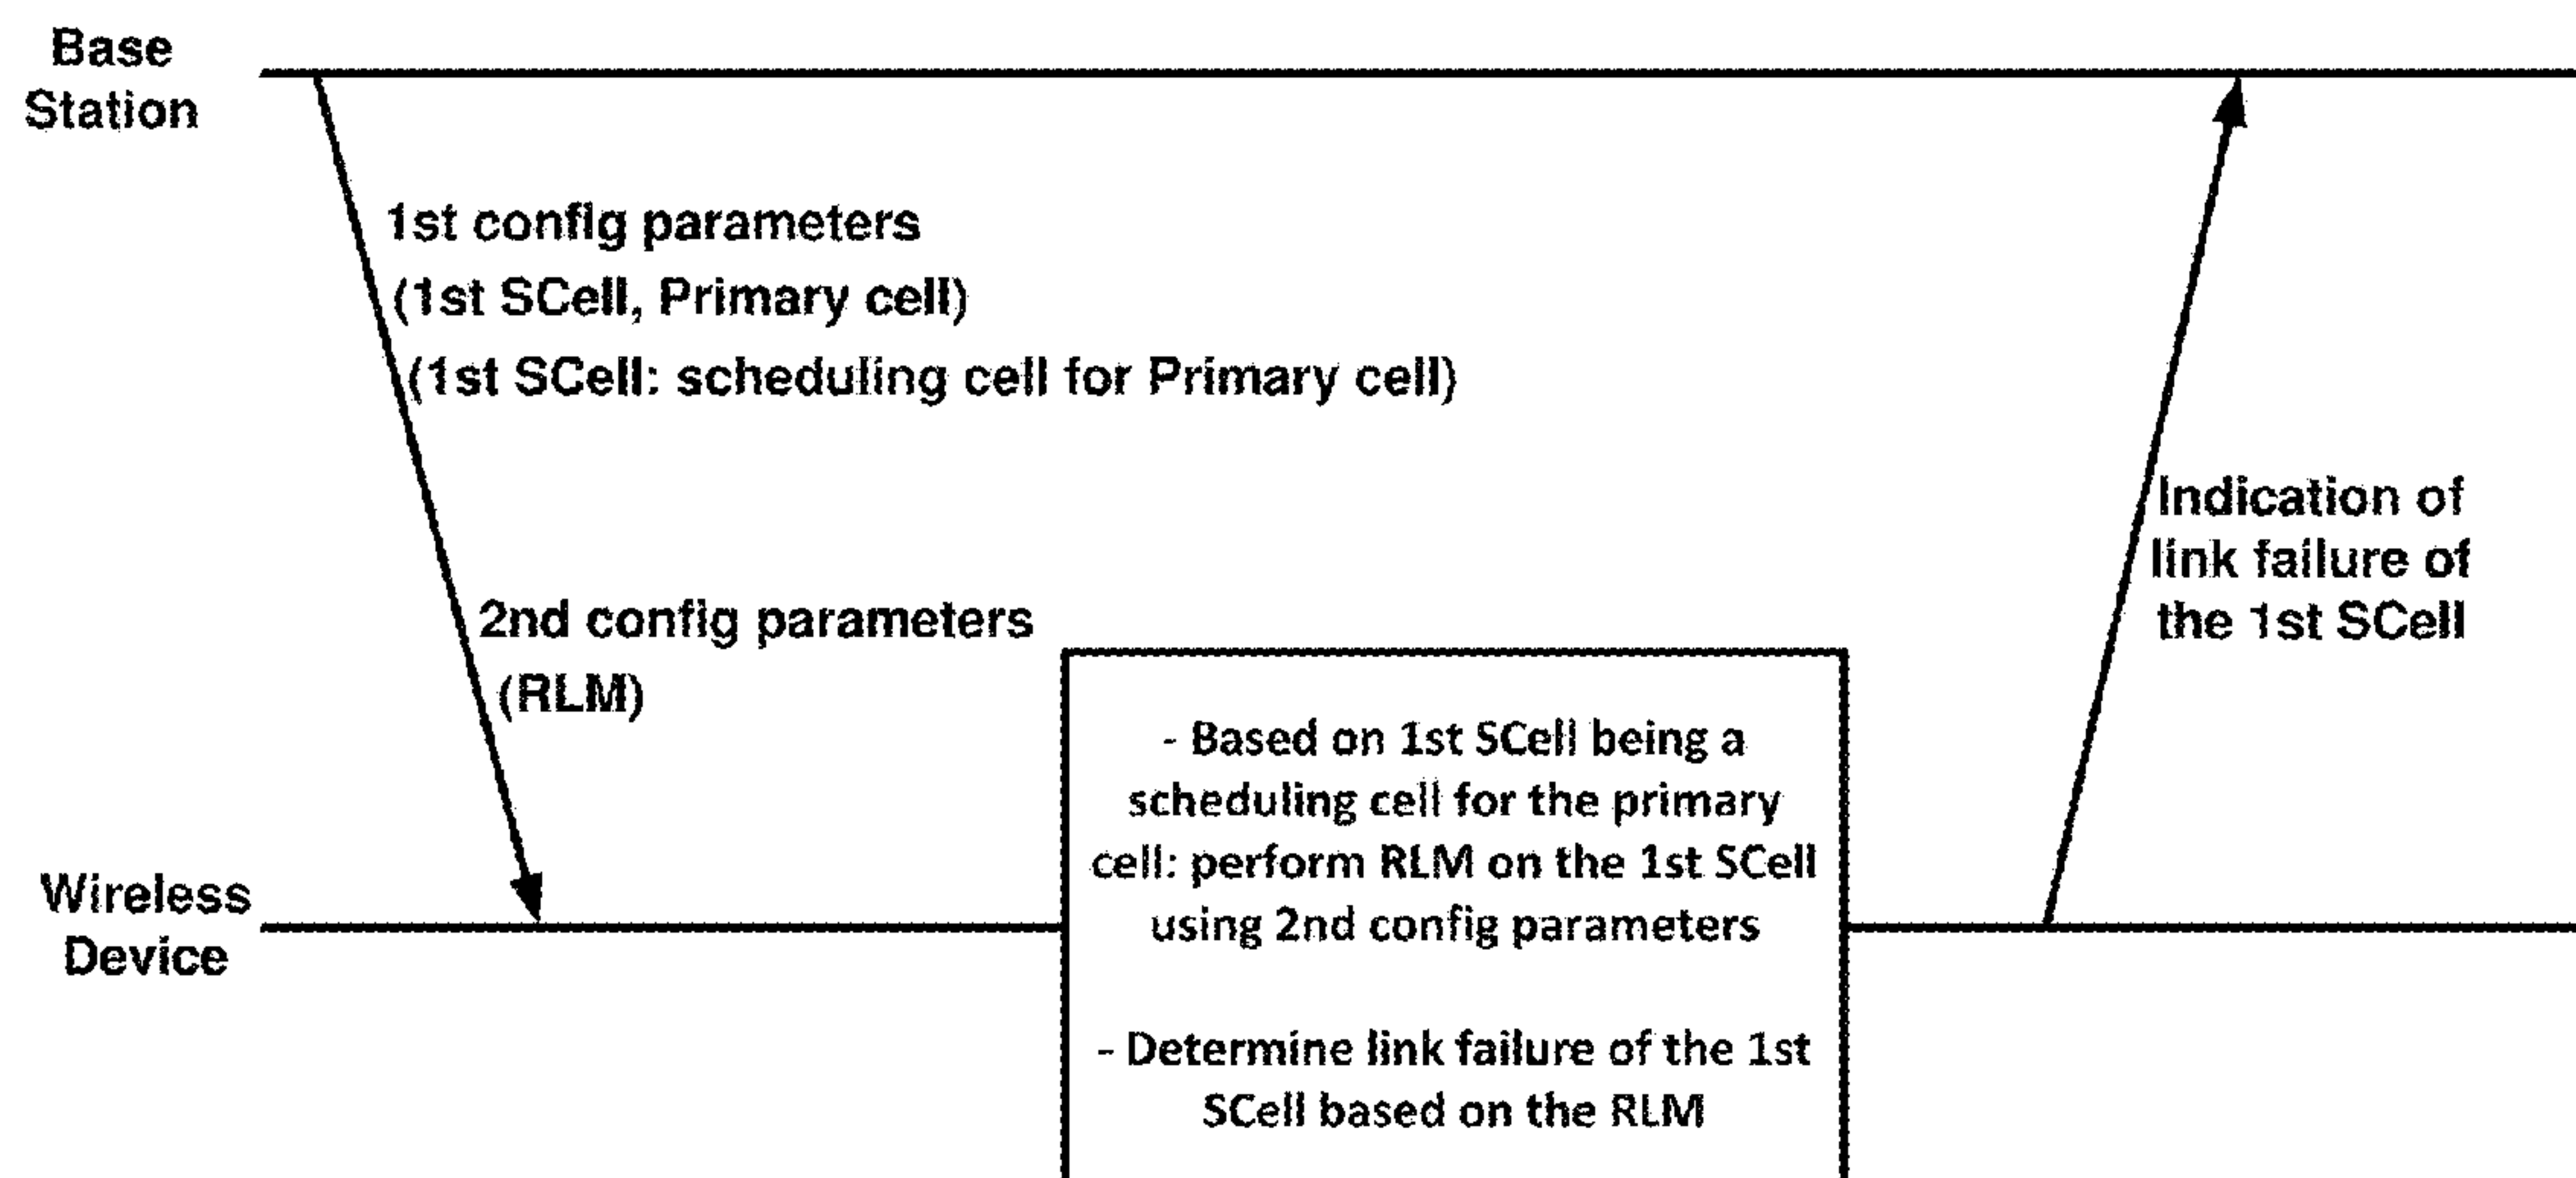 Base
Station
1st config parameters
(1st SCell, Primary cell)
(1st SCell: scheduling cell for Primary cell)
2nd config parameters
(RLM)
Indication of
link failure of
the 1st SCell
Wireless
Device
- Based on 1st SCell being a
scheduling cell for the primary
cell: perform RLM on the 1st SCell
using 2nd config parameters
- Determine link failure of the 1st
SCell based on the RLM